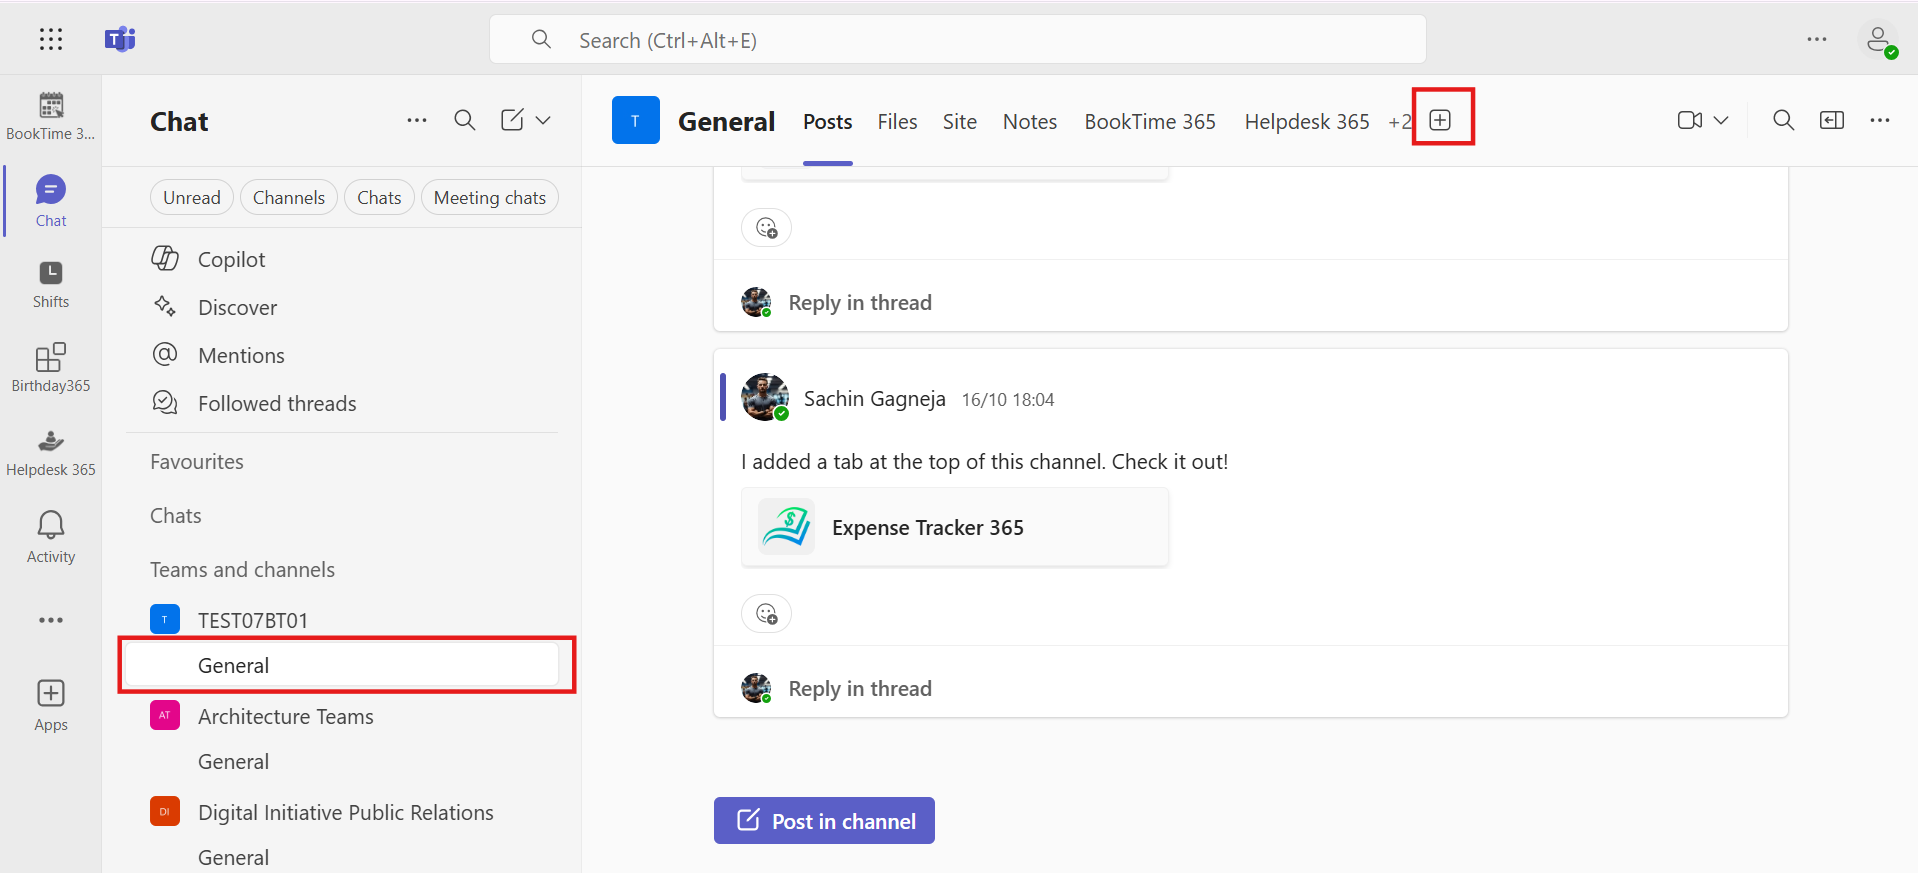 Search (Ctrl+Alt+E)
BookTime 3...
Chat
Shifts
Birthday365
Helpdesk 365
Activity
Apps
Chat
Unread Channels Chats Meeting chats
Copilot
Discover
Mentions
Followed threads
Favourites
Chats
Teams and channels
T TEST07BT01
General
AT Architecture Teams
General
DI Digital Initiative Public Relations
General
T General Posts Files Site Notes BookTime 365 Helpdesk 365 +2
Reply in thread
Sachin Gagneja 16/10 18:04
I added a tab at the top of this channel. Check it out!
Expense Tracker 365
Reply in thread
Post in channel